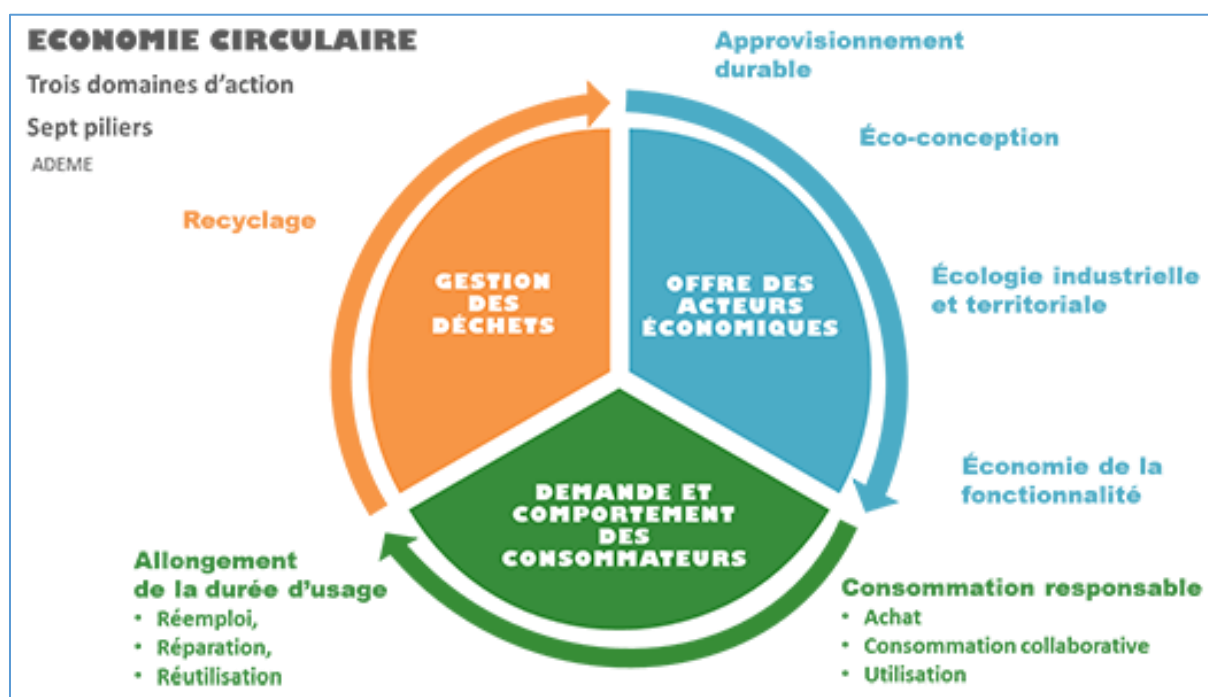 ECONOMIE CIRCULAIRE
Trois domaines d'action
Sept piliers
ADEME
Approvisionnement
durable
Éco-conception
Écologie industrielle
et territoriale
Économie de la
fonctionnalité
Consommation responsable
• Achat
• Consommation collaborative
• Utilisation
Allongement
de la durée d'usage
• Réemploi,
• Réparation,
• Réutilisation
Recyclage
GESTION
DES
DÉCHETS
OFFRE DES
ACTEURS
ÉCONOMIQUES
DEMANDE ET
COMPORTEMENT
DES
CONSOMMATEURS